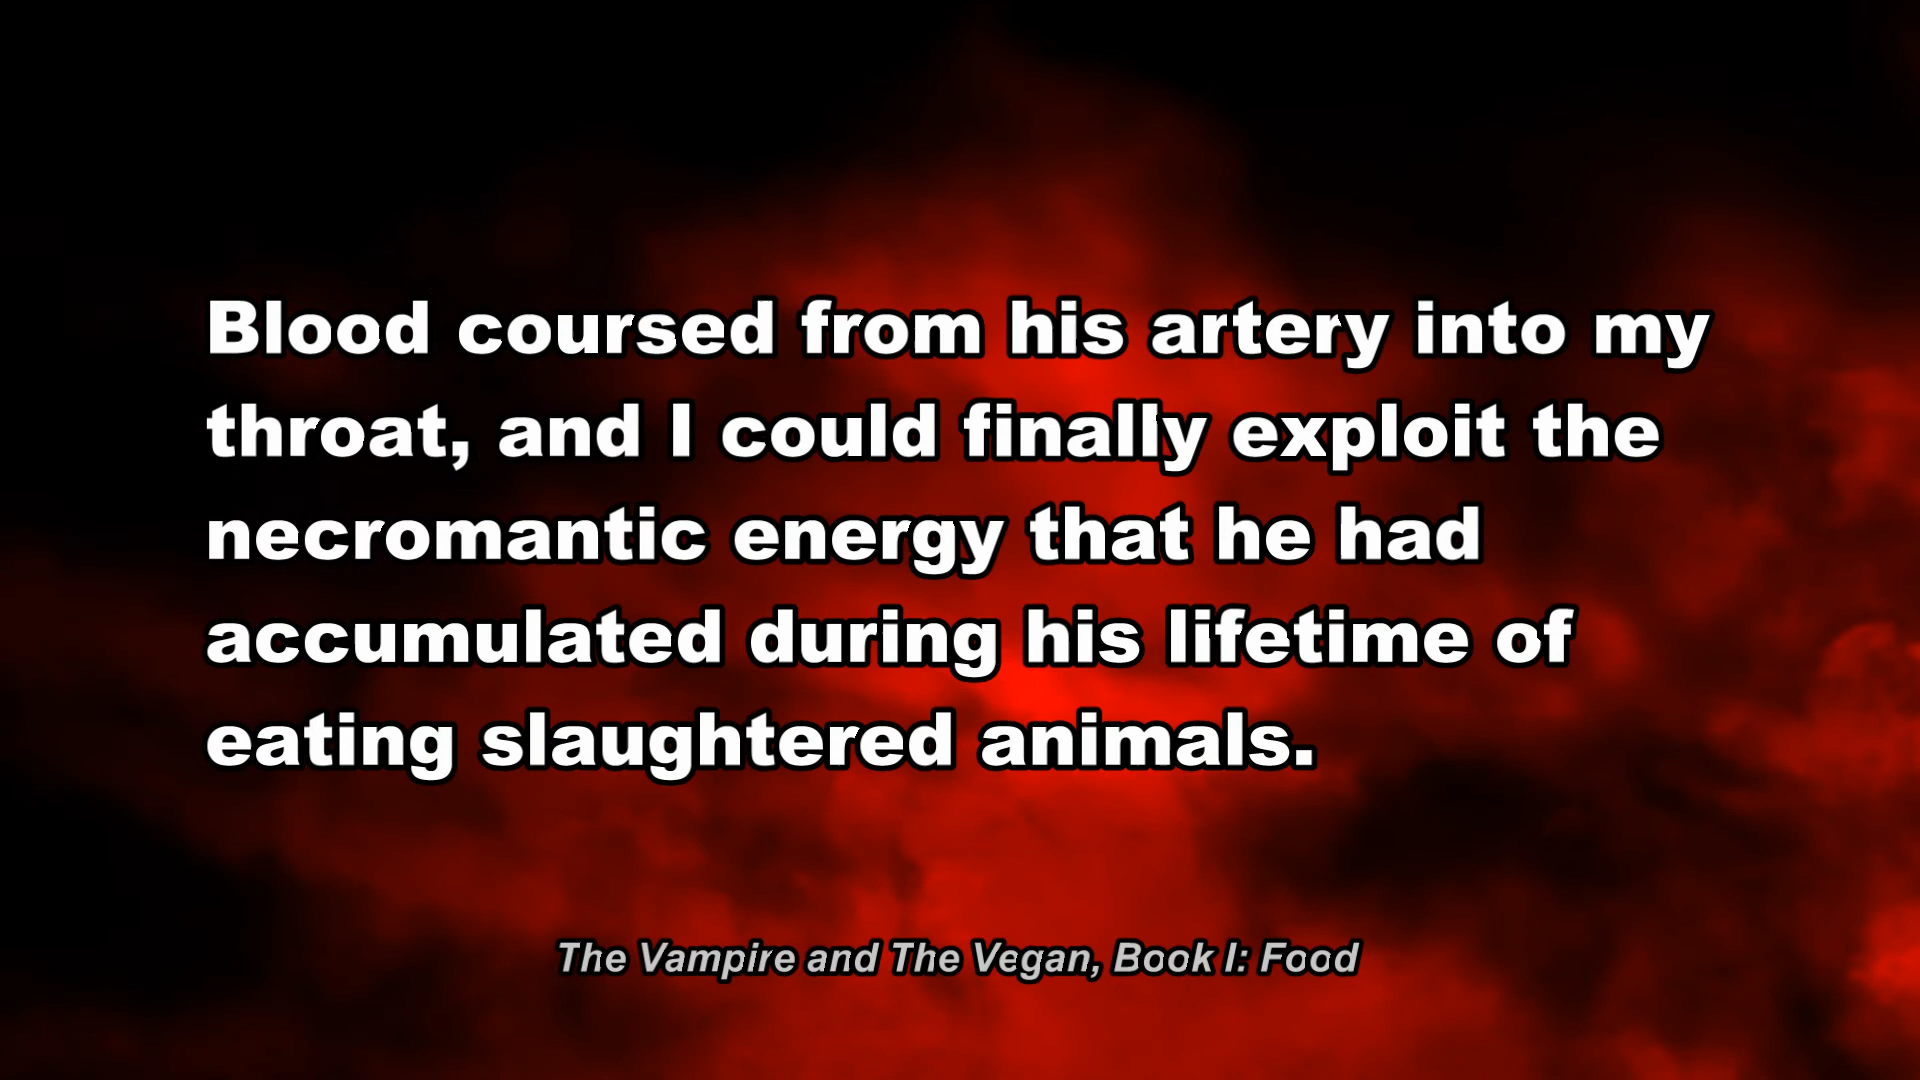 Blood coursed from his artery into my
throat, and I could finally exploit the
necromantic energy that he had
accumulated during his lifetime of
eating slaughtered animals.
The Vampire and The Vegan, Book I: Food